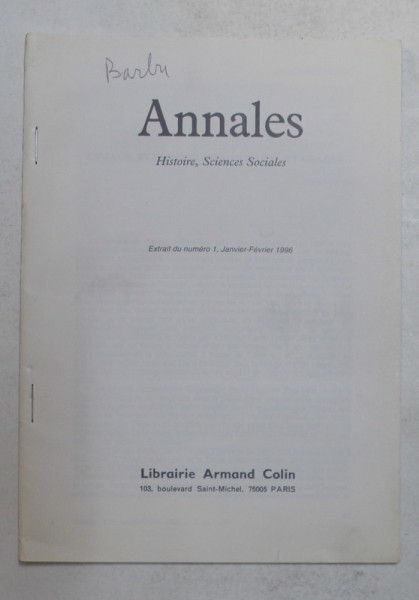 Barbu
Annales
Histoire, Sciences Sociales
Extrait du numéro 1, Janvier-Février 1996
Librairie Armand Colin
103, boulevard Saint-Michel, 75005 PARIS